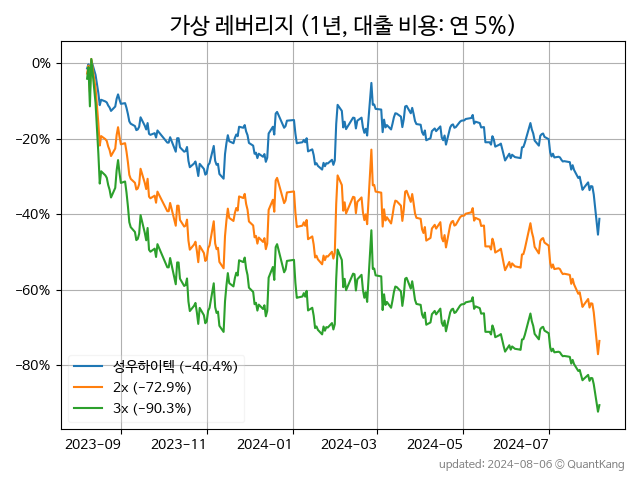 가상 레버리지 (1년, 대출 비용: 연 5%)
0%
−20%
−40%
−60%
−80%
성우하이텍 (−40.4%)
2x (−72.9%)
3x (−90.3%)
2023-09 2023-11 2024-01 2024-03 2024-05 2024-07
updated: 2024-08-06 © QuantKang